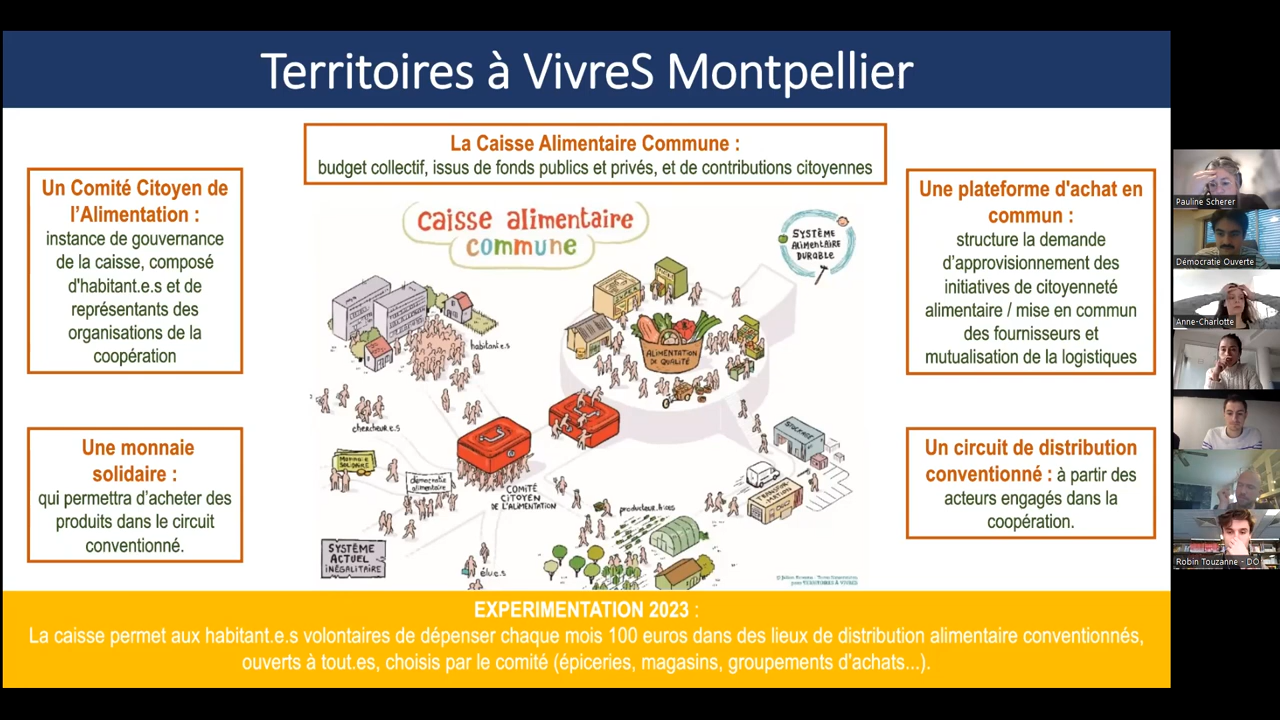 Territoires à VivreS Montpellier
La Caisse Alimentaire Commune :
budget collectif, issus de fonds publics et privés, et de contributions citoyennes
Un Comité Citoyen de
l'Alimentation :
instance de gouvernance
de la caisse, composé
d'habitant.e.s et de
représentants des
organisations de la
coopération
Une monnaie
solidaire :
qui permettra d'acheter des
produits dans le circuit
conventionné.
caisse alimentaire
commune
SYSTÈME
ALIMENTAIRE
DURABLE
habitant.e.s
ALIMENTATION
DE QUALITÉ
chercheur.e.s
MONNAIE
SOLIDAIRE
démocratie
alimentaire
COMITÉ
CITOYEN
DE L'ALIMENTATION
STOCKAGE
producteur.rices
SYSTÈME
ACTUEL
INÉGALITAIRE
élu.e.s
Une plateforme d'achat en
commun :
structure la demande
d'approvisionnement des
initiatives de citoyenneté
alimentaire / mise en commun
des fournisseurs et
mutualisation de la logistiques
Un circuit de distribution
conventionné : à partir des
acteurs engagés dans la
coopération.
EXPERIMENTATION 2023 :
La caisse permet aux habitant.e.s volontaires de dépenser chaque mois 100 euros dans des lieux de distribution alimentaire conventionnés,
ouverts à tout.es, choisis par le comité (épiceries, magasins, groupements d'achats...).
Pauline Scherer
Démocratie Ouverte
Anne-Charlotte
Robin Touzanne - DO